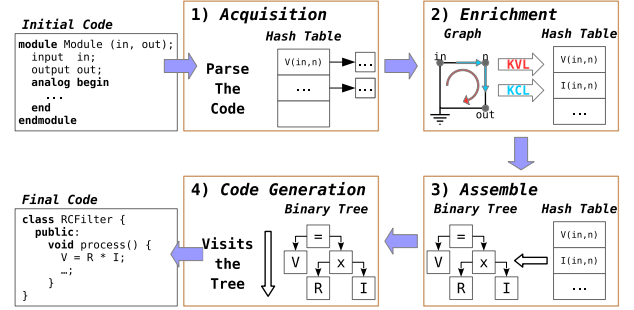 Initial Code
module Module (in, out);
input in;
output out;
analog begin
...
end
endmodule
1) Acquisition
Hash Table
Parse
The
Code
V(in,n)
...
...
...
2) Enrichment
Graph
Hash Table
in
n
out
KVL
KCL
V(in,n)
I(in,n)
...
3) Assemble
Binary Tree
Hash Table
=
V
x
R
I
V(in,n)
I(in,n)
...
4) Code Generation
Binary Tree
Visits
the
Tree
=
V
x
R
I
Final Code
class RCFilter {
public:
void process() {
V = R * I;
…;
}
}